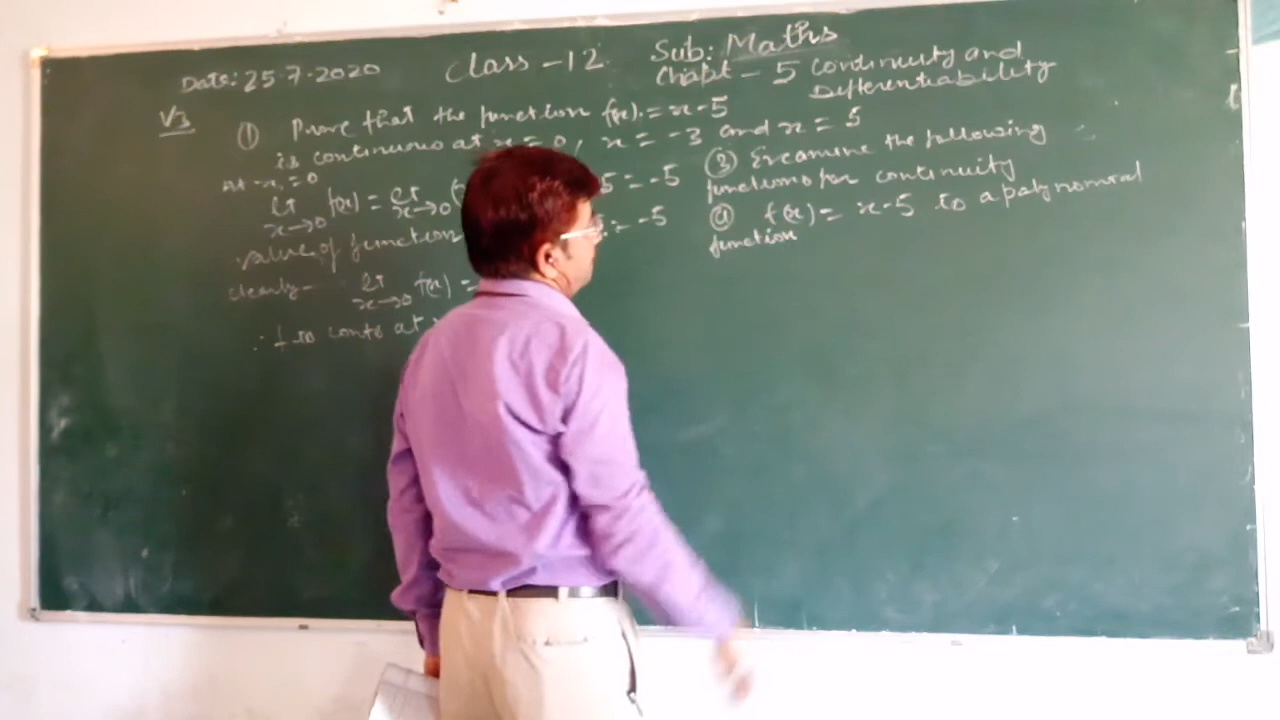 Date: 25-7-2020
Class - 12
Sub: Maths
Chapt - 5 Continuity and
Differentiability
V3
① Prove that the function f(x) = x-5
is continuous at x = 0, x = -3 and x = 5
At x = 0
lt f(x) = lt 5 = -5
x→0 x→0
value of function = -5
clearly- lt f(x) =
x→0
∴ f is conts at
③ Examine the following
functions for continuity
ⓐ f(x) = x-5 is a polynomial
function